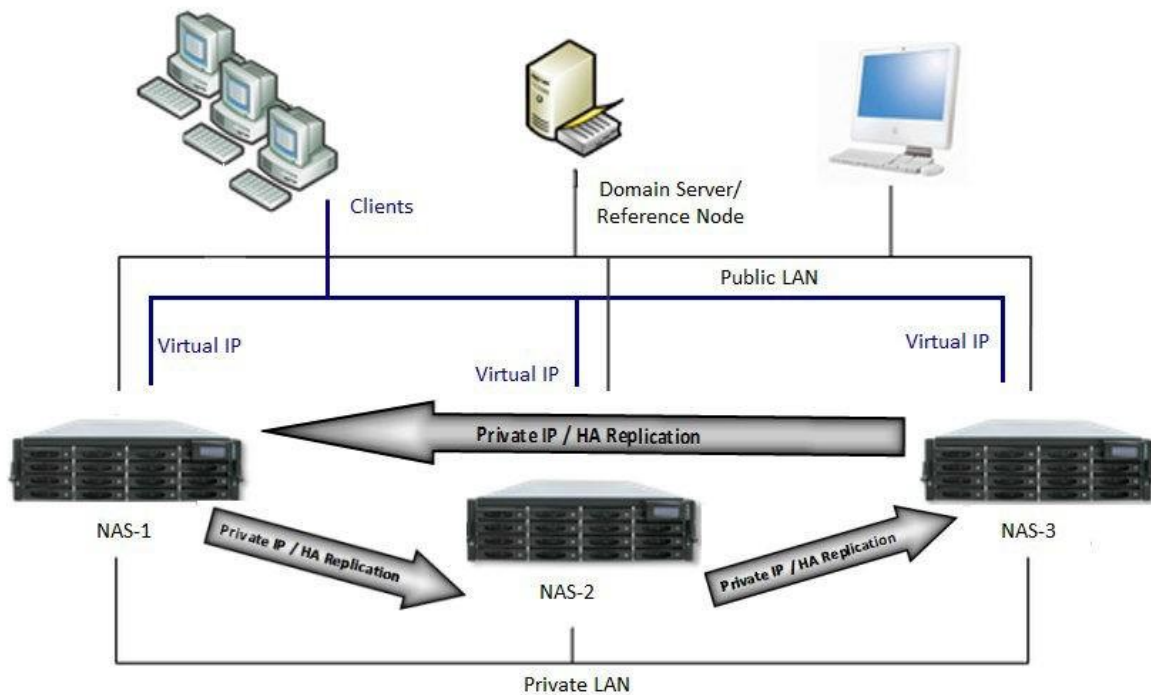 Clients
Domain Server/
Reference Node
Public LAN
Virtual IP
Virtual IP
Virtual IP
Private IP / HA Replication
NAS-1
Private IP / HA Replication
NAS-2
Private IP / HA Replication
NAS-3
Private LAN